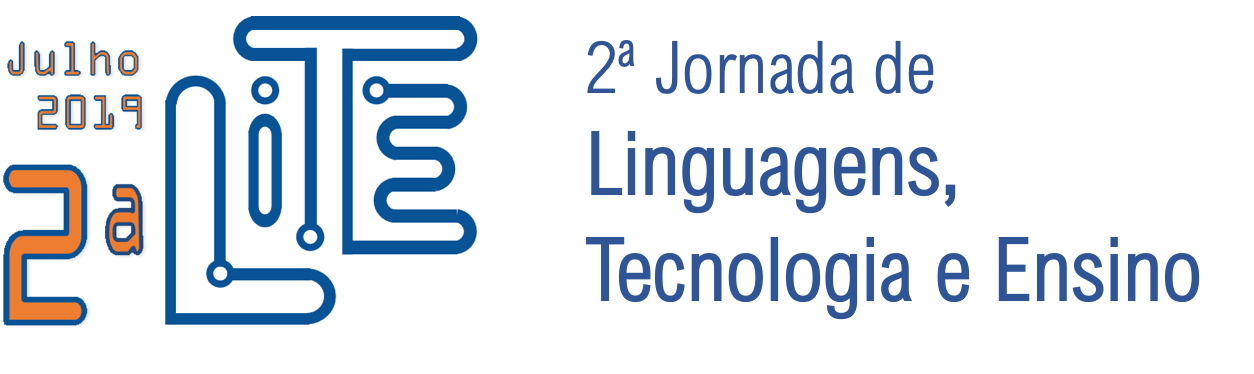 Julho
2019
2ª LiTE
2ª Jornada de
Linguagens,
Tecnologia e Ensino